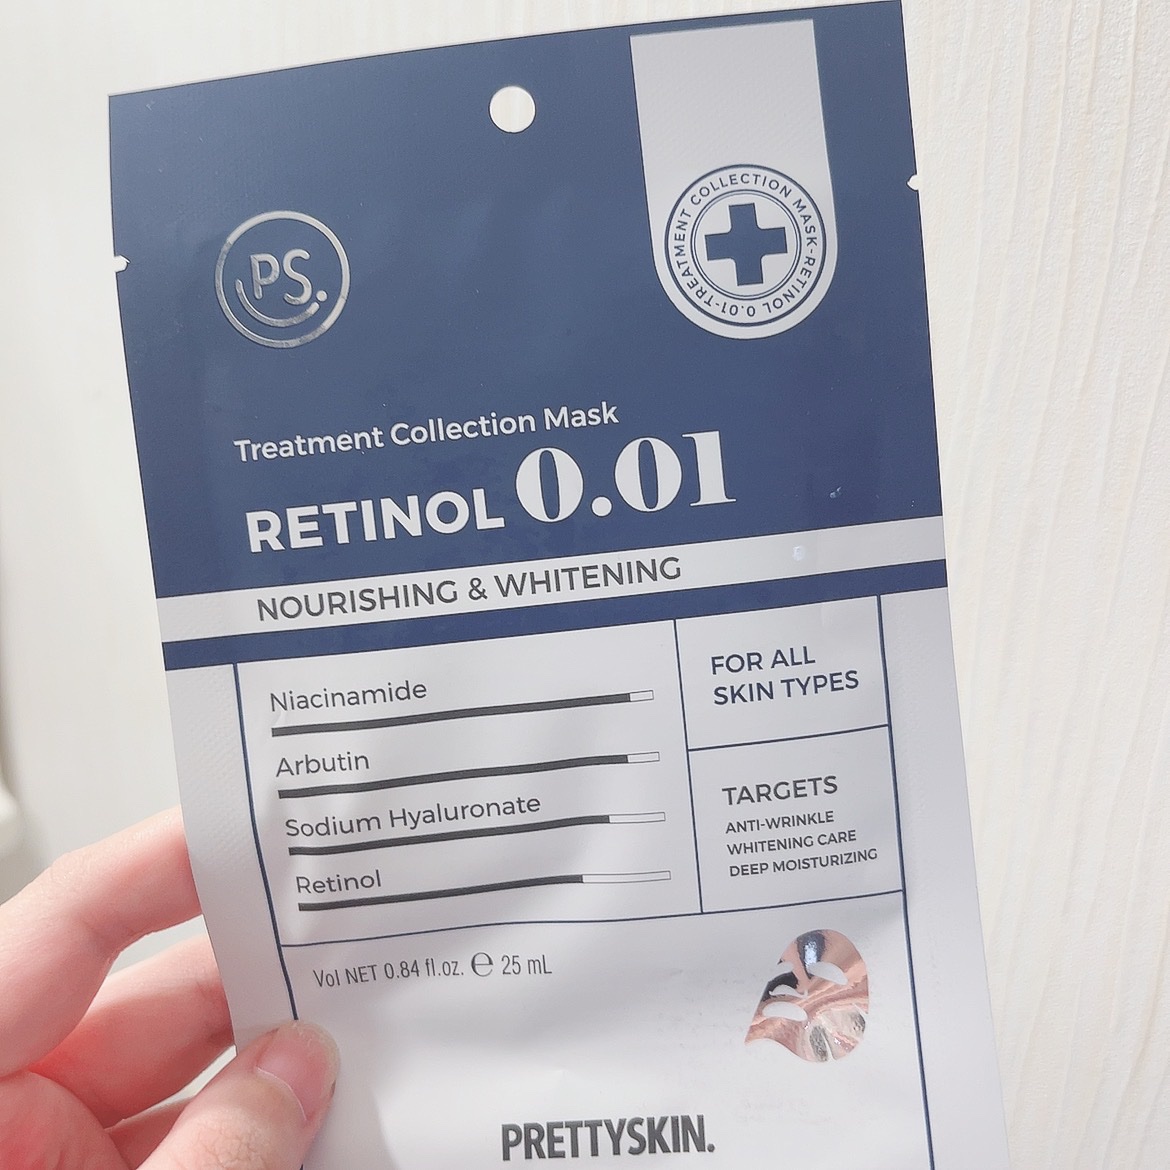 PS.
TREATMENT COLLECTION MASK-RETINOL 0.01-
Treatment Collection Mask
RETINOL 0.01
NOURISHING & WHITENING
Niacinamide
Arbutin
Sodium Hyaluronate
Retinol
FOR ALL
SKIN TYPES
TARGETS
ANTI-WRINKLE
WHITENING CARE
DEEP MOISTURIZING
Vol NET 0.84 fl.oz. ℮ 25 mL
PRETTYSKIN.